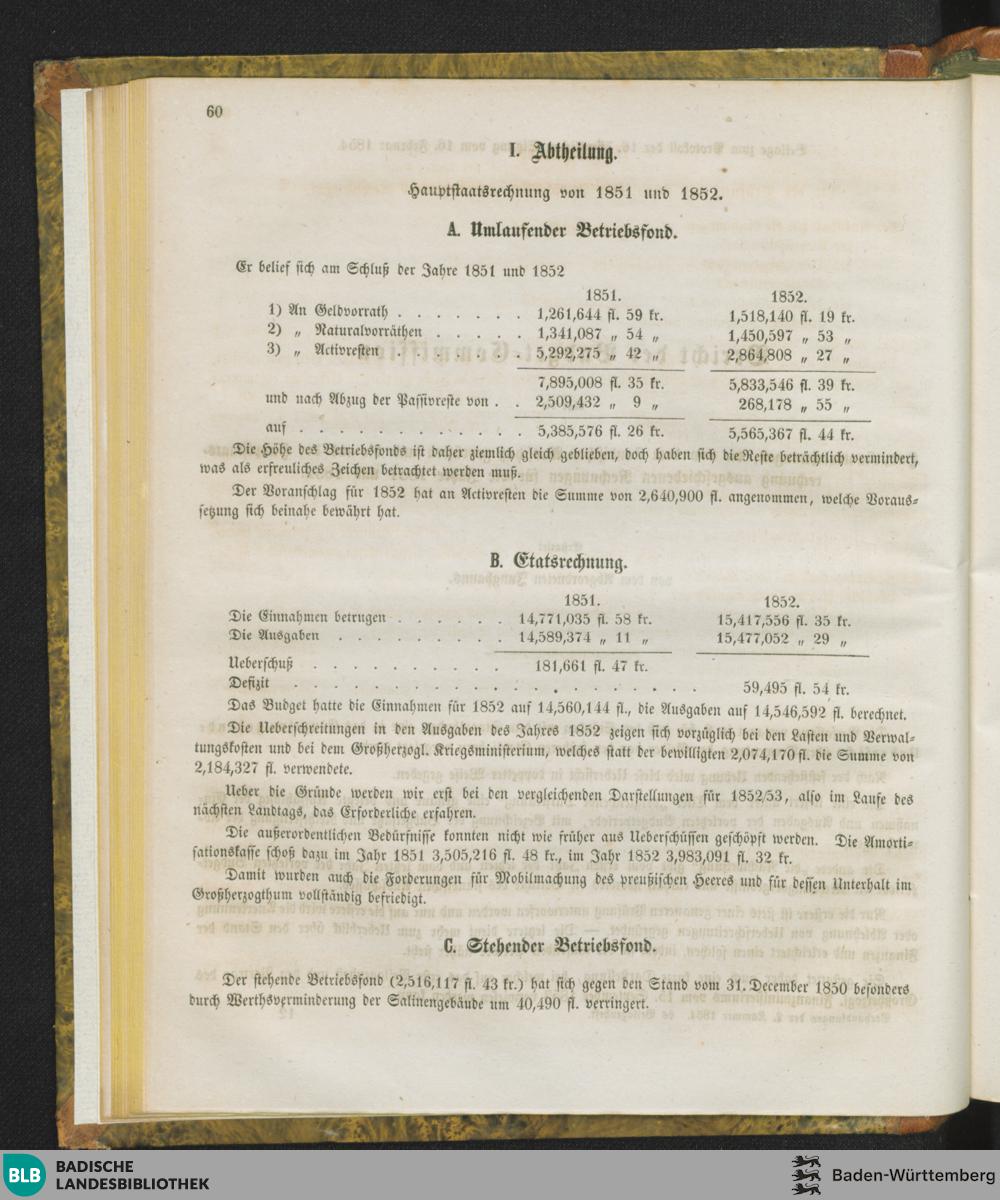 60
I. Abtheilung.
Hauptstaatsrechnung von 1851 und 1852.
A. Umlaufender Betriebsfond.
Er belief sich am Schluß der Jahre 1851 und 1852
1851. 1852.
1) An Geldvorrath . . . . . . . 1,261,644 fl. 59 kr. 1,518,140 fl. 19 kr.
2) „ Naturalvorräthen . . . . . 1,341,087 „ 54 „ 1,450,597 „ 53 „
3) „ Activresten . . . . . . . 5,292,275 „ 42 „ 2,864,808 „ 27 „
7,895,008 fl. 35 kr. 5,833,546 fl. 39 kr.
und nach Abzug der Passivreste von . . 2,509,432 „ 9 „ 268,178 „ 55 „
auf . . . . . . . . . . . . 5,385,576 fl. 26 kr. 5,565,367 fl. 44 kr.
Die Höhe des Betriebsfonds ist daher ziemlich gleich geblieben, doch haben sich die Reste beträchtlich vermindert,
was als erfreuliches Zeichen betrachtet werden muß.
Der Voranschlag für 1852 hat an Activresten die Summe von 2,640,900 fl. angenommen, welche Voraus-
setzung sich beinahe bewährt hat.
B. Etatsrechnung.
1851. 1852.
Die Einnahmen betrugen . . . . . . 14,771,035 fl. 58 kr. 15,417,556 fl. 35 kr.
Die Ausgaben . . . . . . . . . 14,589,374 „ 11 „ 15,477,052 „ 29 „
Ueberschuß . . . . . . . . . . 181,661 fl. 47 kr.
Defizit . . . . . . . . . . . . . . . . . . . . 59,495 fl. 54 kr.
Das Budget hatte die Einnahmen für 1852 auf 14,560,144 fl., die Ausgaben auf 14,546,592 fl. berechnet.
Die Ueberschreitungen in den Ausgaben des Jahres 1852 zeigen sich vorzüglich bei den Lasten und Verwal-
tungskosten und bei dem Großherzogl. Kriegsministerium, welches statt der bewilligten 2,074,170 fl. die Summe von
2,184,327 fl. verwendete.
Ueber die Gründe werden wir erst bei den vergleichenden Darstellungen für 1852/53, also im Laufe des
nächsten Landtags, das Erforderliche erfahren.
Die außerordentlichen Bedürfnisse konnten nicht wie früher aus Ueberschüssen geschöpft werden. Die Amorti-
sationskasse schoß dazu im Jahr 1851 3,505,216 fl. 48 kr., im Jahr 1852 3,983,091 fl. 32 kr.
Damit wurden auch die Forderungen für Mobilmachung des preußischen Heeres und für dessen Unterhalt im
Großherzogthum vollständig befriedigt.
C. Stehender Betriebsfond.
Der stehende Betriebsfond (2,516,117 fl. 43 kr.) hat sich gegen den Stand vom 31. December 1850 besonders
durch Werthsverminderung der Salinengebäude um 40,490 fl. verringert.
BLB BADISCHE
LANDESBIBLIOTHEK
Baden-Württemberg